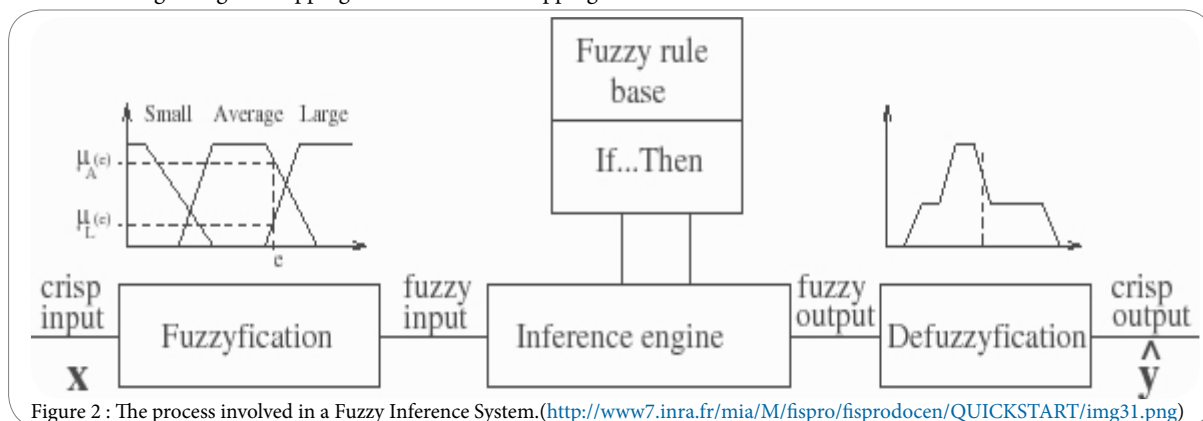 Fuzzy rule
base
If...Then
Small Average Large
μA(e)
μL(e)
e
crisp
input
x
Fuzzyfication
fuzzy
input
Inference engine
fuzzy
output
Defuzzyfication
crisp
output
ŷ
Figure 2 : The process involved in a Fuzzy Inference System.(http://www7.inra.fr/mia/M/fispro/fisprodocen/QUICKSTART/img31.png)